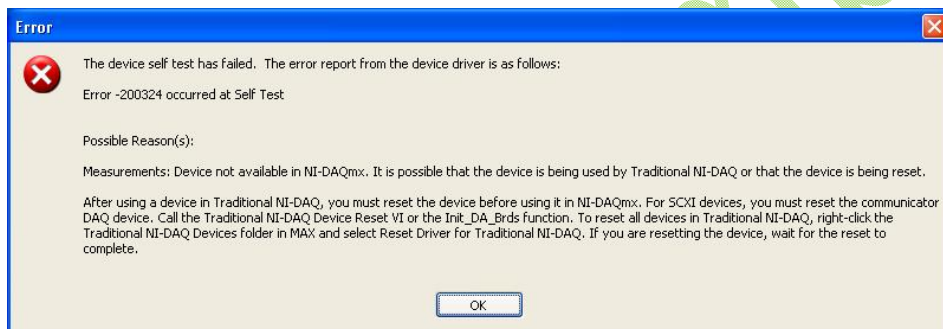 Error
The device self test has failed. The error report from the device driver is as follows:
Error -200324 occurred at Self Test
Possible Reason(s):
Measurements: Device not available in NI-DAQmx. It is possible that the device is being used by Traditional NI-DAQ or that the device is being reset.
After using a device in Traditional NI-DAQ, you must reset the device before using it in NI-DAQmx. For SCXI devices, you must reset the communicator
DAQ device. Call the Traditional NI-DAQ Device Reset VI or the Init_DA_Brds function. To reset all devices in Traditional NI-DAQ, right-click the
Traditional NI-DAQ Devices folder in MAX and select Reset Driver for Traditional NI-DAQ. If you are resetting the device, wait for the reset to
complete.
OK